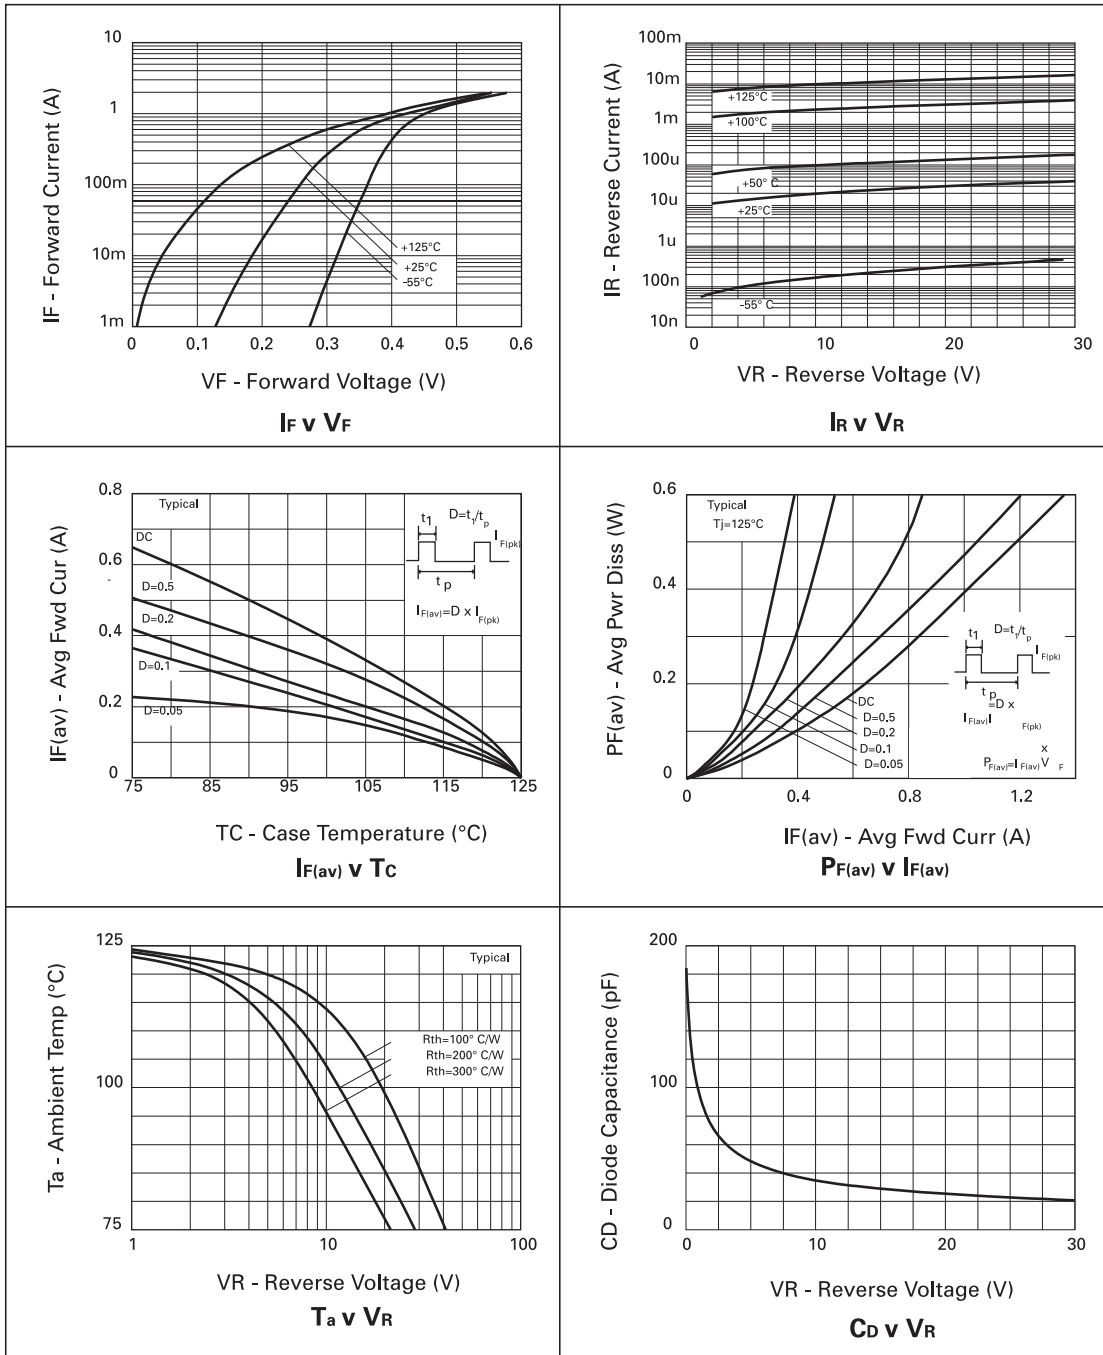 10
1
100m
10m
1m
IF - Forward Current (A)
+125°C
+25°C
-55°C
0 0.1 0.2 0.3 0.4 0.5 0.6
VF - Forward Voltage (V)
IF v VF
100m
10m
1m
100u
10u
1u
100n
10n
IR - Reverse Current (A)
+125°C
+100°C
+50° C
+25°C
-55° C
0 10 20 30
VR - Reverse Voltage (V)
IR v VR
0.8
0.6
0.4
0.2
0
IF(av) - Avg Fwd Cur (A)
Typical
DC
D=0.5
D=0.2
D=0.1
D=0.05
t1 D=t1/tp
IF(pk)
tp
IF(av)=D x IF(pk)
75 85 95 105 115 125
TC - Case Temperature (°C)
IF(av) v TC
0.6
0.4
0.2
0
PF(av) - Avg Pwr Diss (W)
Typical
Tj=125°C
t1 D=t1/tp
IF(pk)
tp
=D x
IF(av)I
F(pk)
x
PF(av)=IF(av)V F
DC
D=0.5
D=0.2
D=0.1
D=0.05
0 0.4 0.8 1.2
IF(av) - Avg Fwd Curr (A)
PF(av) v IF(av)
125
100
75
Ta - Ambient Temp (°C)
Typical
Rth=100° C/W
Rth=200° C/W
Rth=300° C/W
1 10 100
VR - Reverse Voltage (V)
Ta v VR
200
100
0
CD - Diode Capacitance (pF)
0 10 20 30
VR - Reverse Voltage (V)
CD v VR